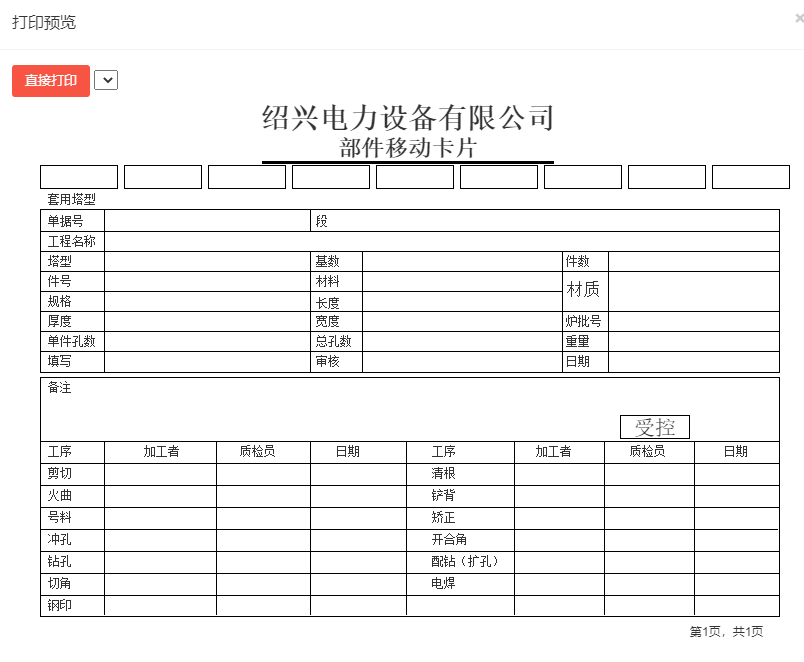 打印预览
×
直接打印
绍兴电力设备有限公司
部件移动卡片
套用塔型
单据号 段
工程名称
塔型 基数 件数
件号 材料 材质
规格 长度
厚度 宽度 炉批号
单件孔数 总孔数 重量
填写 审核 日期
备注
受控
工序 加工者 质检员 日期 工序 加工者 质检员 日期
剪切 清根
火曲 铲背
号料 矫正
冲孔 开合角
钻孔 配钻（扩孔）
切角 电焊
钢印
第1页，共1页